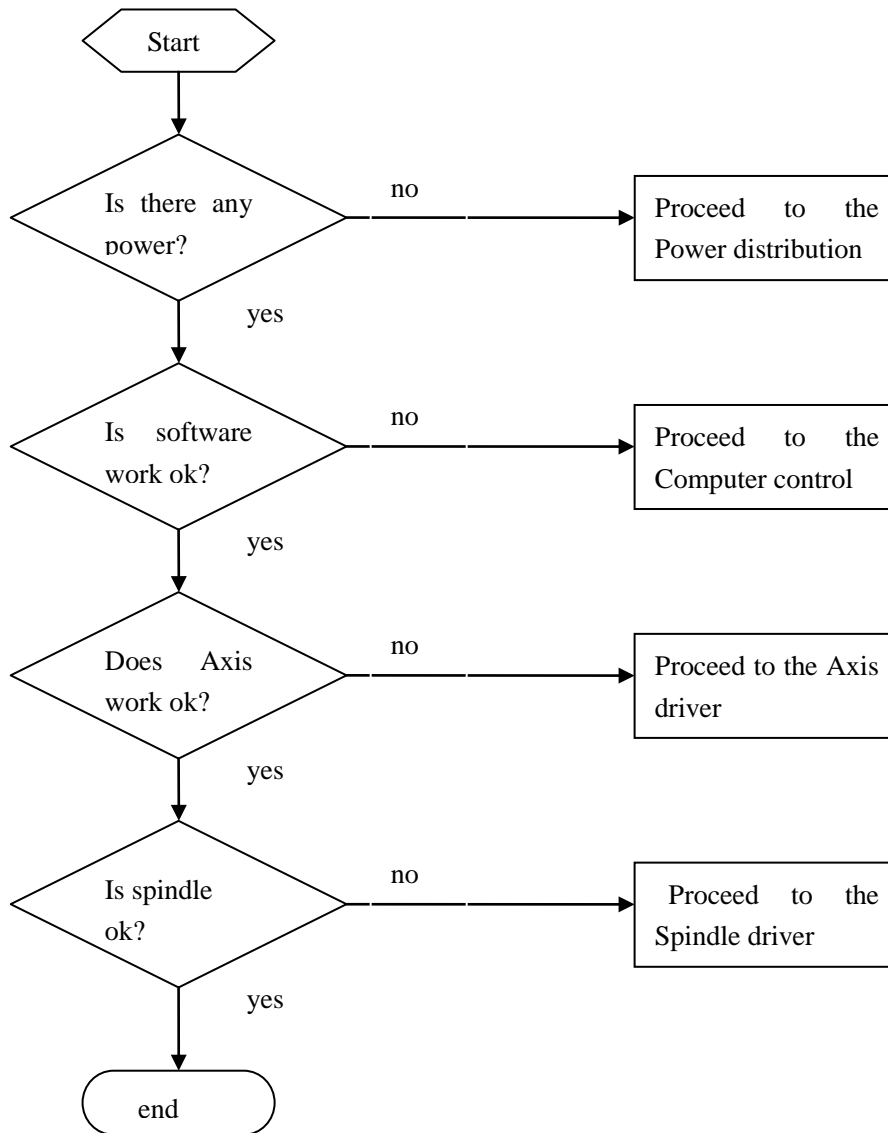 Start
Is there any
power?
no
Proceed to the
Power distribution
yes
Is software
work ok?
no
Proceed to the
Computer control
yes
Does Axis
work ok?
no
Proceed to the Axis
driver
yes
Is spindle
ok?
no
Proceed to the
Spindle driver
yes
end